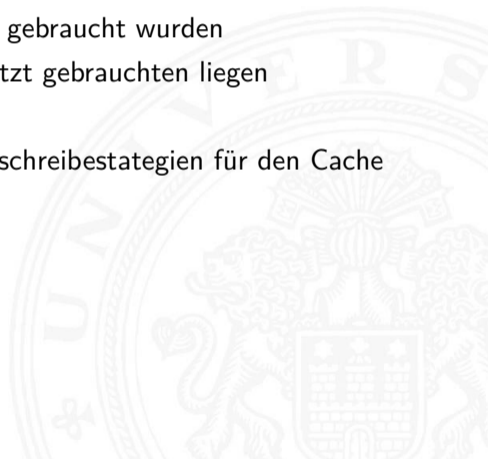 gebraucht wurden
tzt gebrauchten liegen
schreibestategien für den Cache
U N I V E R S